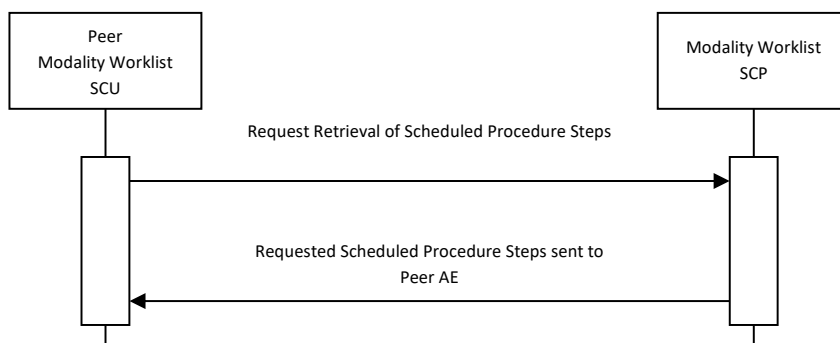 Peer
Modality Worklist
SCU
Modality Worklist
SCP
Request Retrieval of Scheduled Procedure Steps
Requested Scheduled Procedure Steps sent to
Peer AE